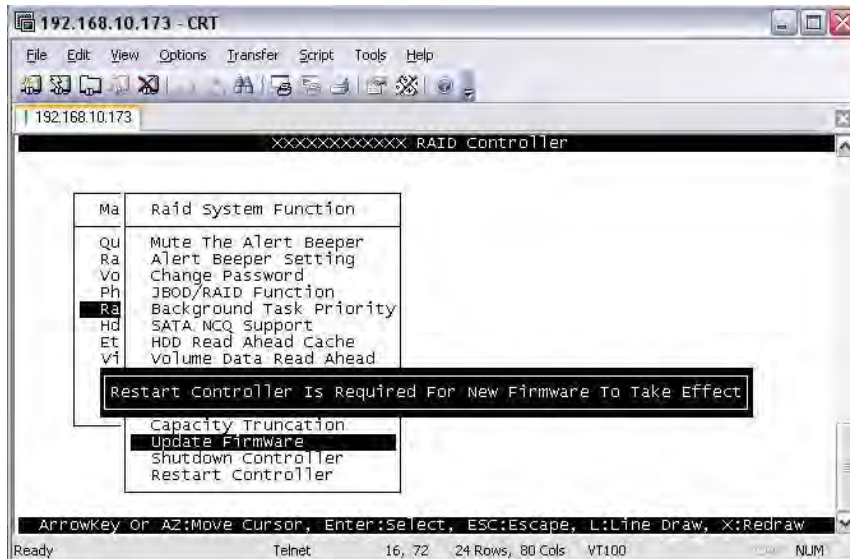 192.168.10.173 - CRT
File Edit View Options Transfer Script Tools Help
192.168.10.173
XXXXXXXXXXXX RAID Controller
Ma
Raid System Function
Qu
Mute The Alert Beeper
Ra
Alert Beeper Setting
Vo
Change Password
Ph
JBOD/RAID Function
Ra
Background Task Priority
Hd
SATA NCQ Support
Et
HDD Read Ahead Cache
Vi
Volume Data Read Ahead
Restart Controller Is Required For New Firmware To Take Effect
Capacity Truncation
Update Firmware
Shutdown Controller
Restart Controller
ArrowKey Or AZ:Move Cursor, Enter:Select, ESC:Escape, L:Line Draw, X:Redraw
Ready Telnet 16, 72 24 Rows, 80 Cols VT100 NUM